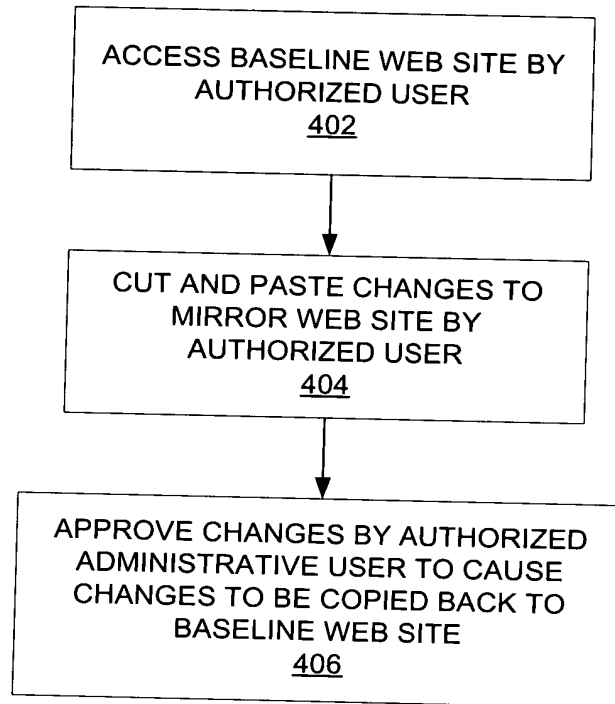 ACCESS BASELINE WEB SITE BY
AUTHORIZED USER
402
CUT AND PASTE CHANGES TO
MIRROR WEB SITE BY
AUTHORIZED USER
404
APPROVE CHANGES BY AUTHORIZED
ADMINISTRATIVE USER TO CAUSE
CHANGES TO BE COPIED BACK TO
BASELINE WEB SITE
406